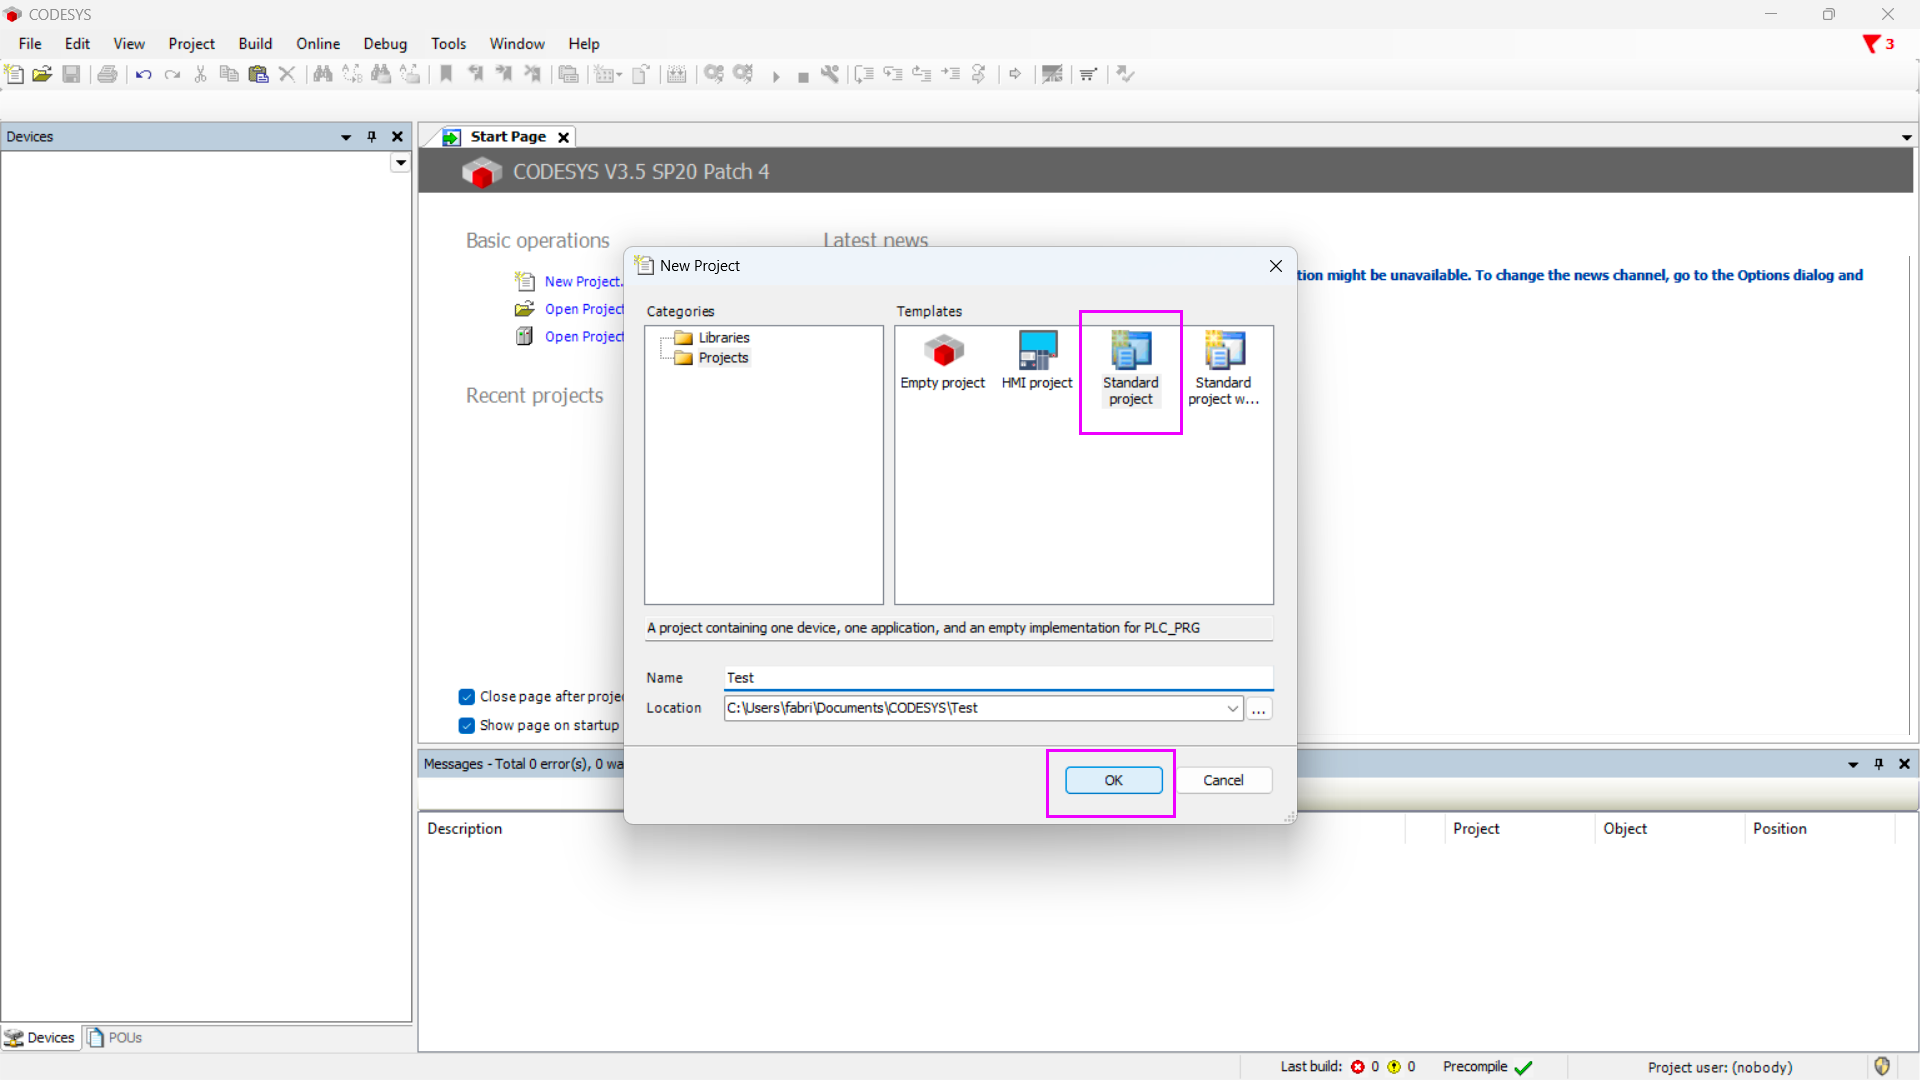 CODESYS
File Edit View Project Build Online Debug Tools Window Help
3
Devices
Start Page
CODESYS V3.5 SP20 Patch 4
Basic operations
Latest news
New Project.
Open Project
Open Project
tion might be unavailable. To change the news channel, go to the Options dialog and
Recent projects
Close page after projec
Show page on startup
New Project
Categories
Libraries
Projects
Templates
Empty project
HMI project
Standard
project
Standard
project w...
A project containing one device, one application, and an empty implementation for PLC_PRG
Name Test
Location C:\Users\fabri\Documents\CODESYS\Test
...
OK Cancel
Messages - Total 0 error(s), 0 wa
Description Project Object Position
Devices POUs
Last build: 0 0 Precompile Project user: (nobody)